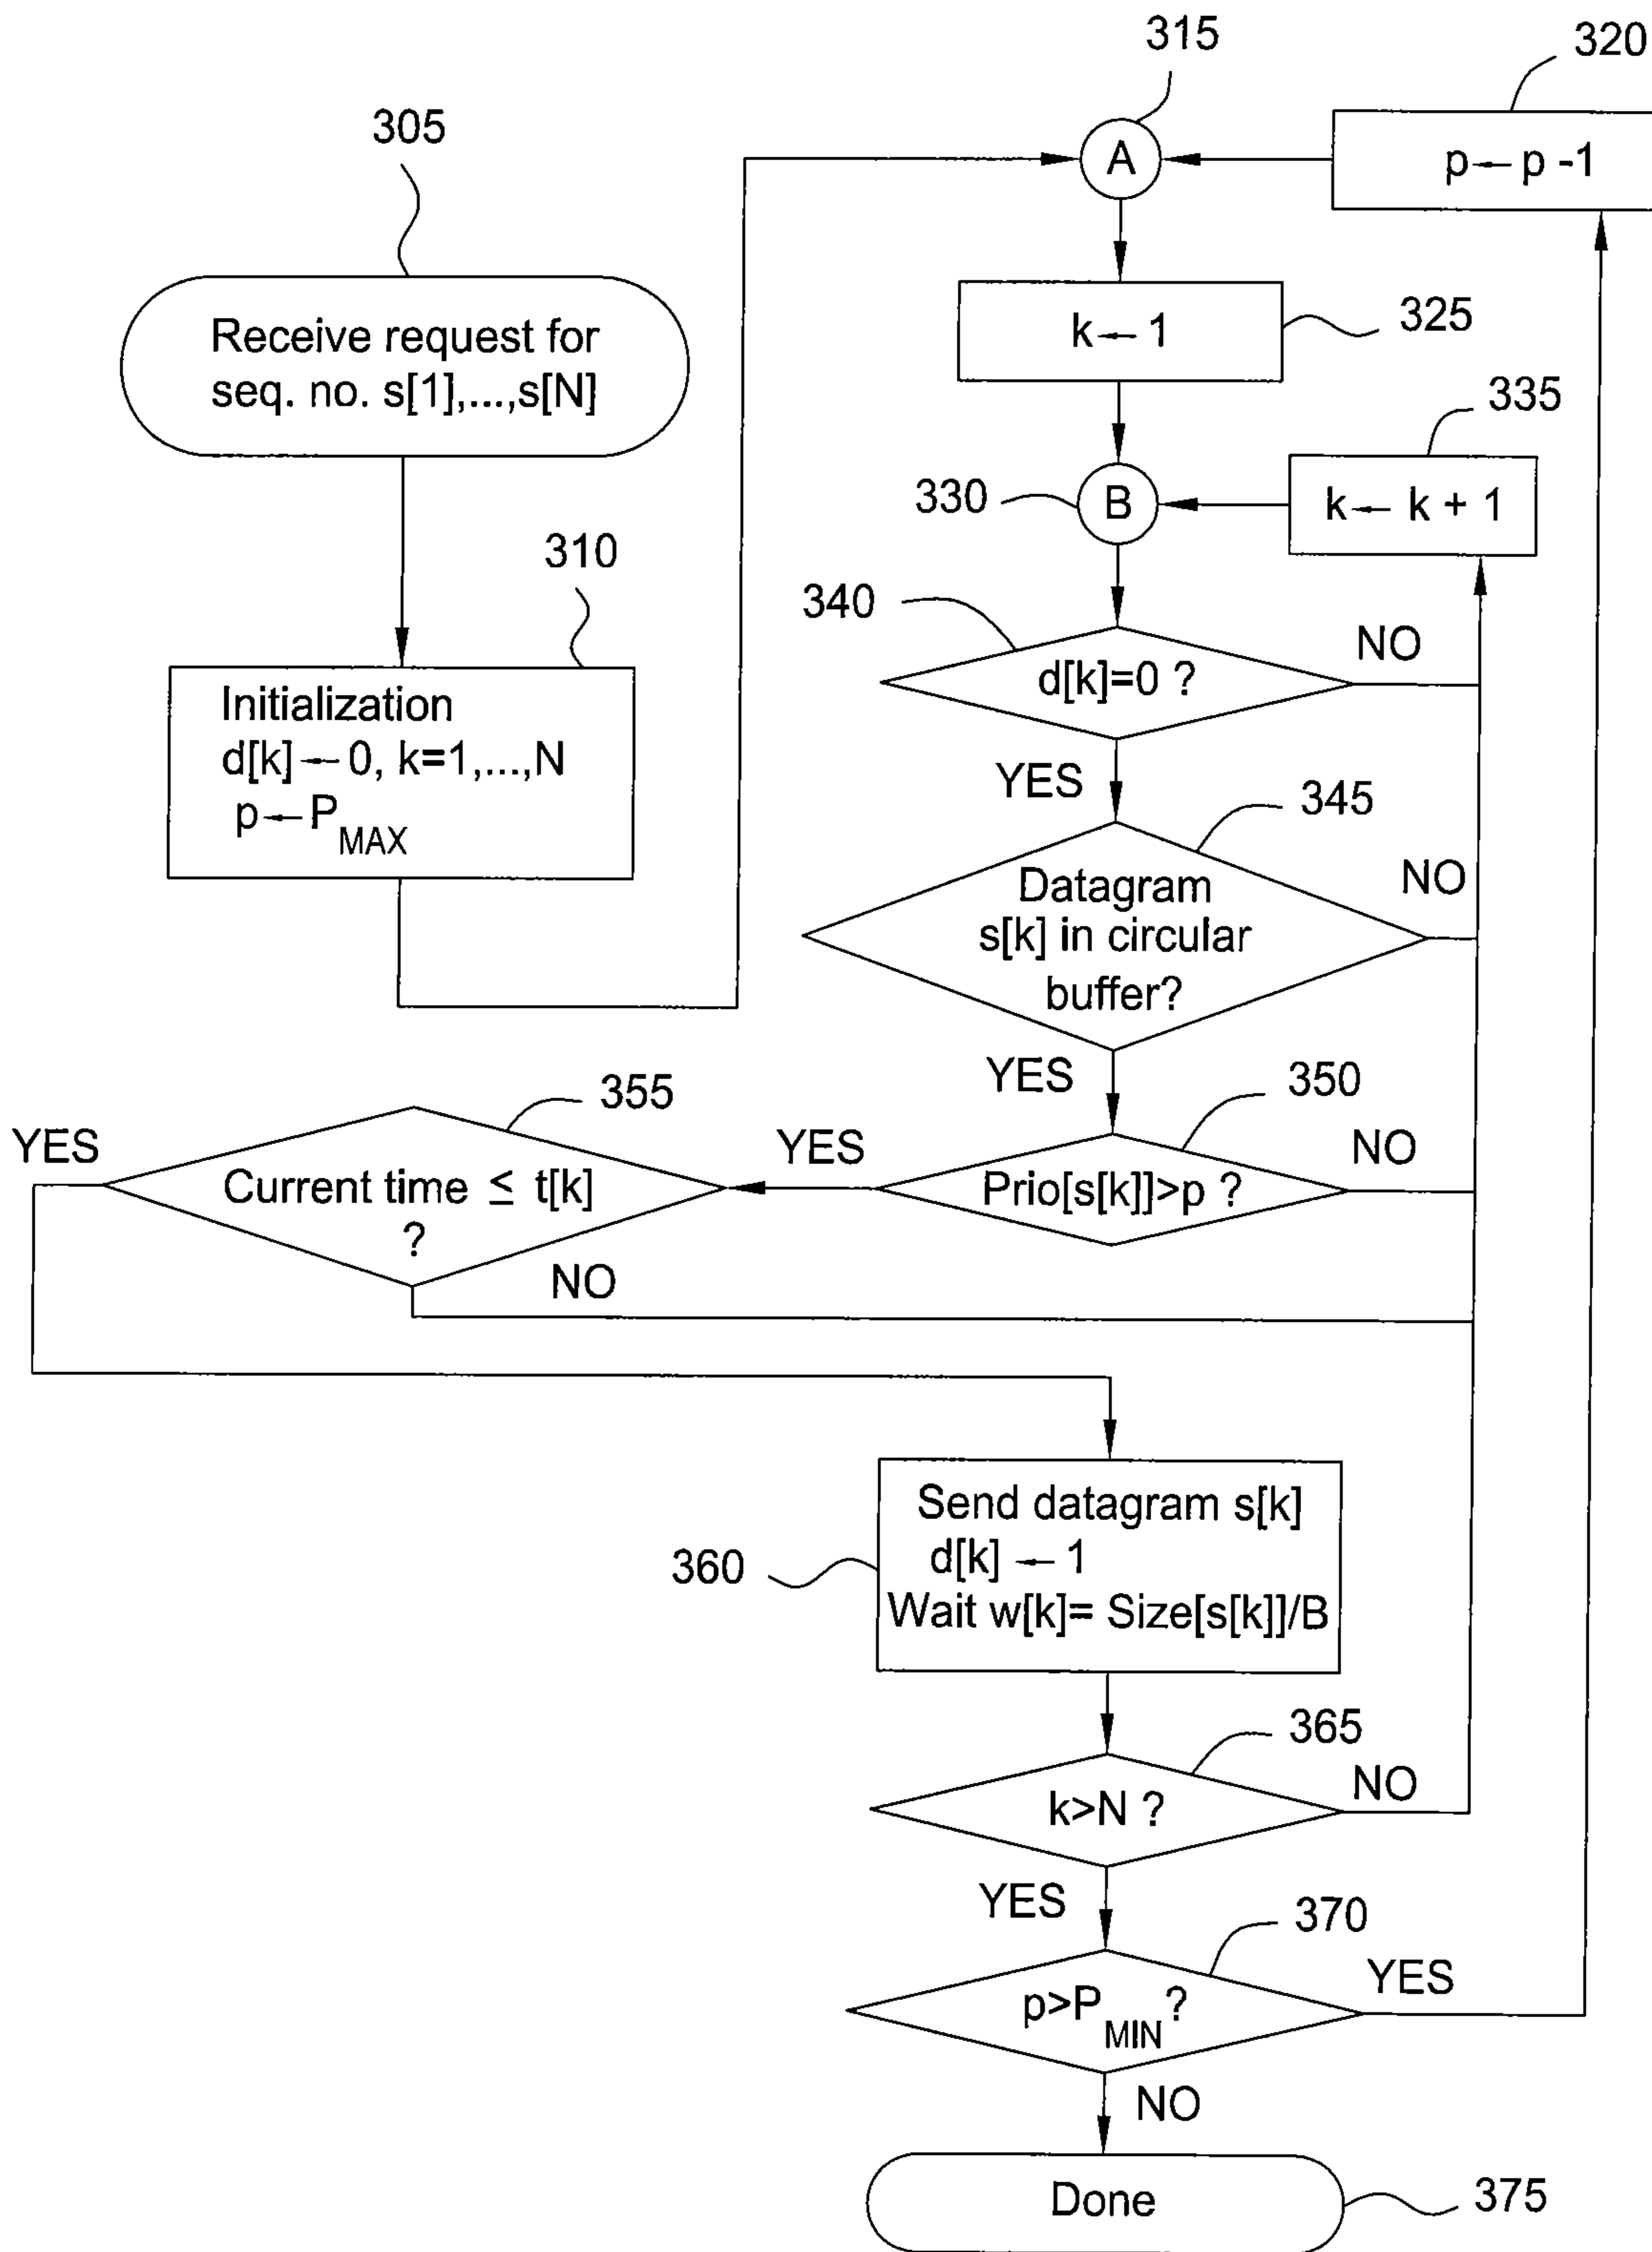 315
320
A
p← p -1
305
Receive request for
seq. no. s[1],...,s[N]
k← 1
325
335
330
B
k← k + 1
310
Initialization
d[k]← 0, k=1,...,N
p←P MAX
340
d[k]=0 ?
NO
YES
345
Datagram
s[k] in circular
buffer?
NO
YES
350
Prio[s[k]]>p ?
NO
YES
355
Current time ≤ t[k]
?
YES
NO
360
Send datagram s[k]
d[k] ← 1
Wait w[k]= Size[s[k]]/B
365
k>N ?
NO
YES
370
p>P MIN ?
YES
NO
Done
375